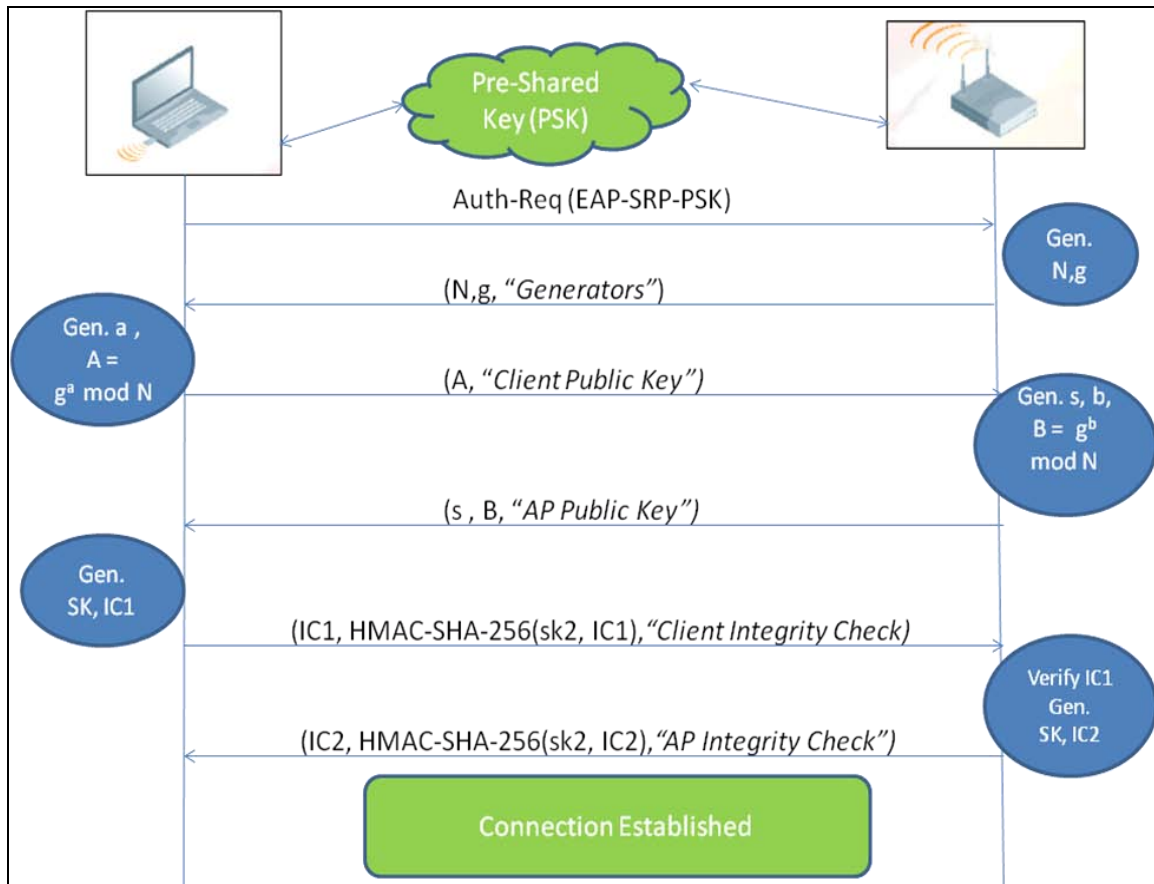 Pre-Shared
Key (PSK)
Auth-Req (EAP-SRP-PSK)
Gen.
N,g
(N,g, “Generators”)
Gen. a ,
A =
gᵃ mod N
(A, “Client Public Key”)
Gen. s, b,
B = gᵇ
mod N
(s , B, “AP Public Key”)
Gen.
SK, IC1
(IC1, HMAC-SHA-256(sk2, IC1),“Client Integrity Check)
Verify IC1
Gen.
SK, IC2
(IC2, HMAC-SHA-256(sk2, IC2),“AP Integrity Check”)
Connection Established